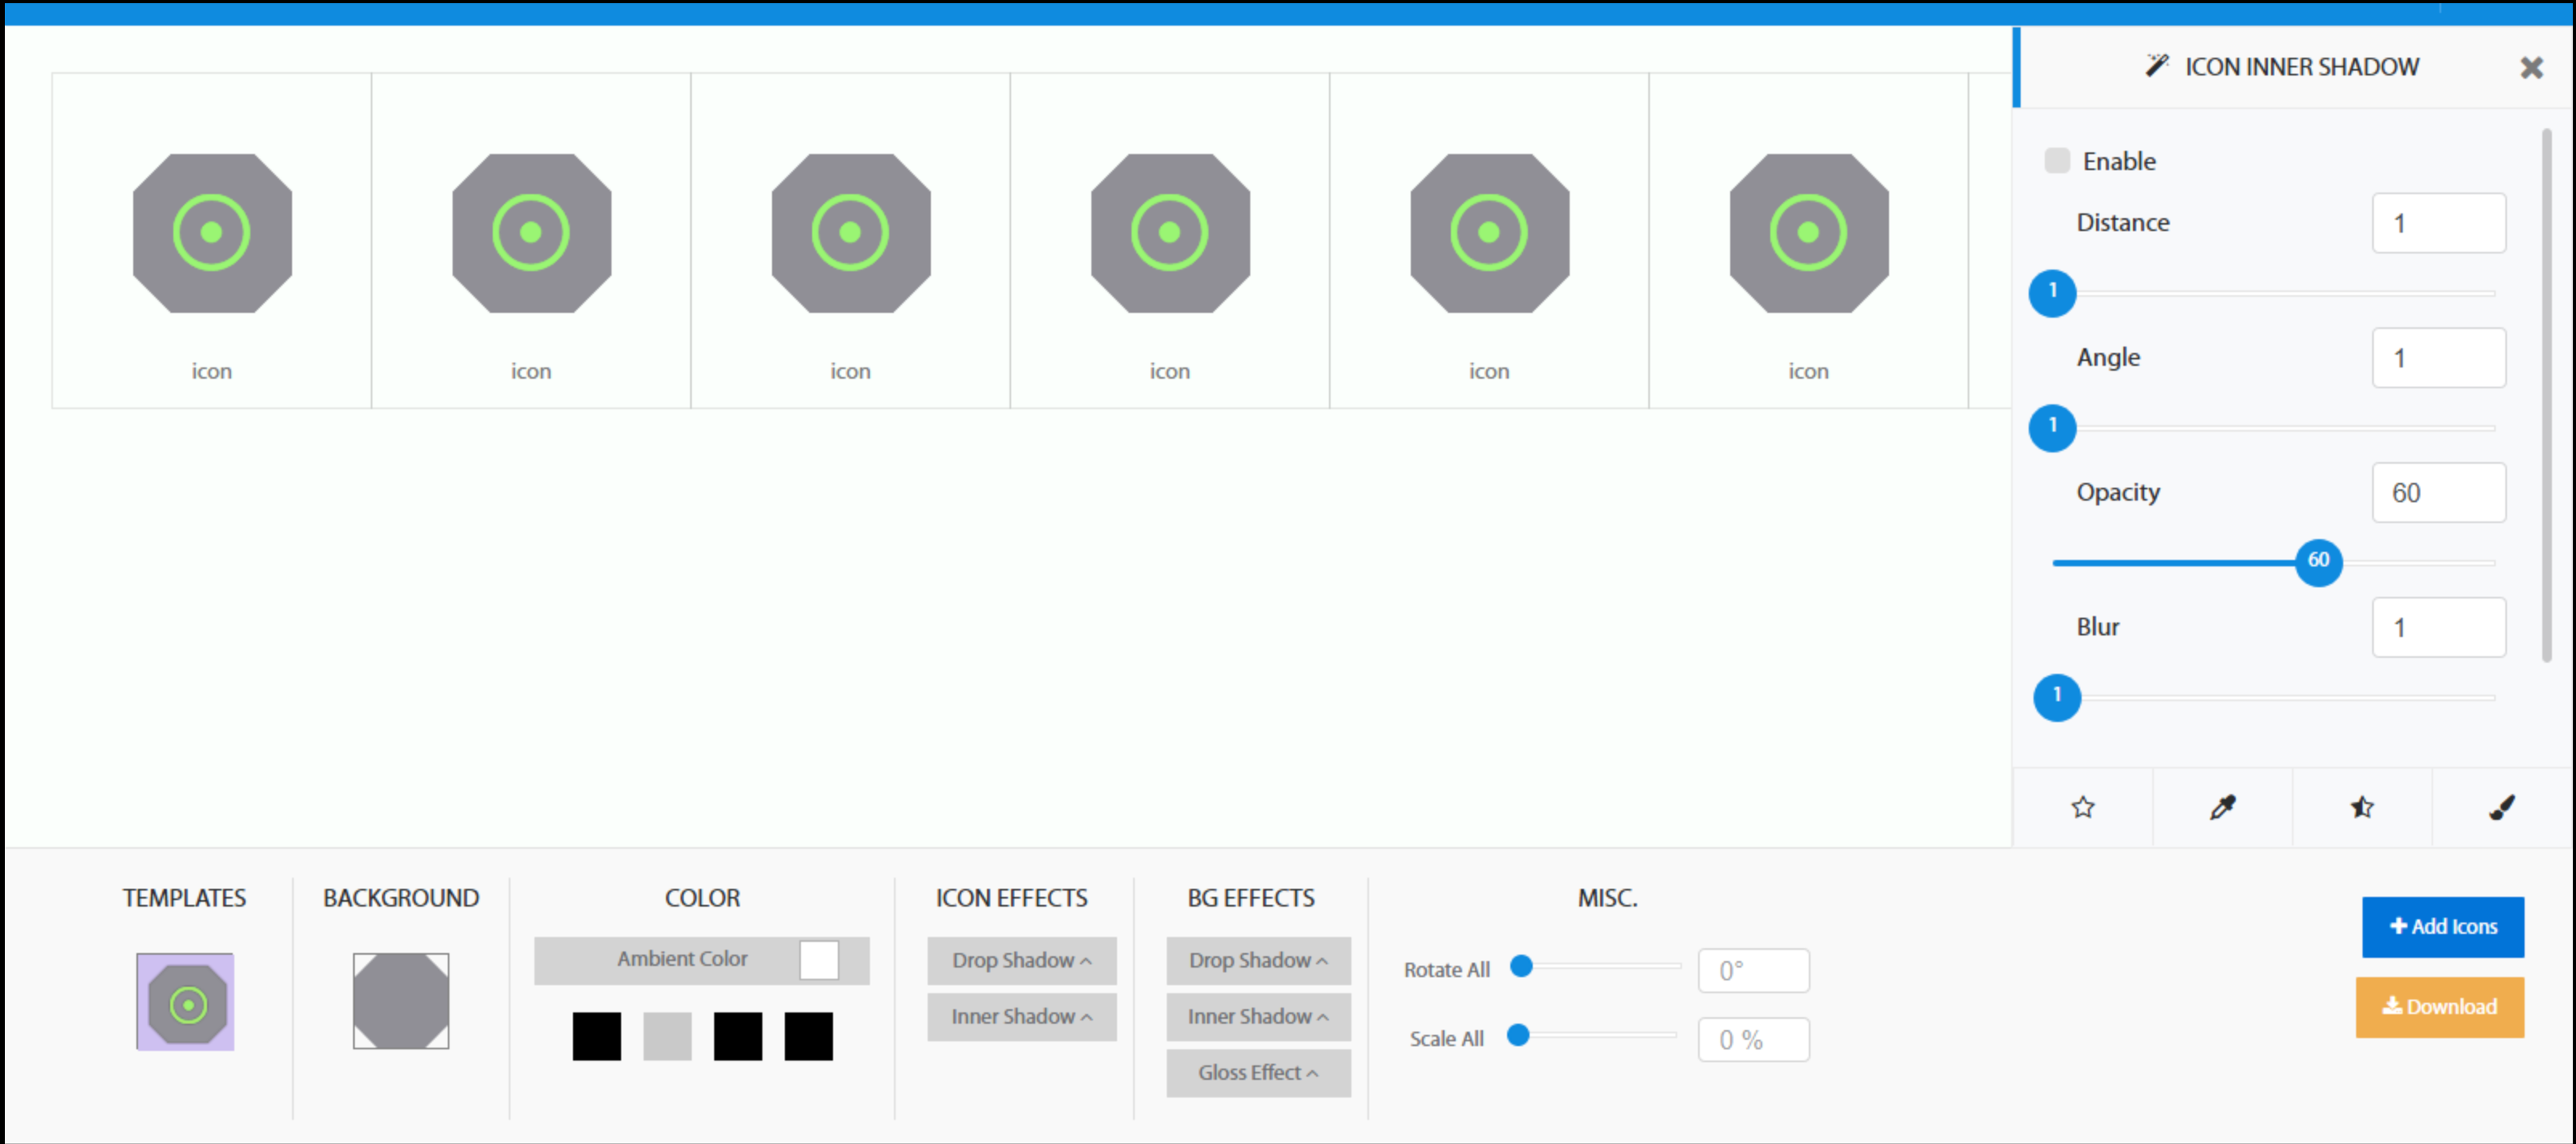 ICON INNER SHADOW
Enable
Distance 1
1
Angle 1
1
Opacity 60
60
Blur 1
1
icon icon icon icon icon icon
TEMPLATES BACKGROUND COLOR ICON EFFECTS BG EFFECTS MISC.
Ambient Color
Drop Shadow
Inner Shadow
Drop Shadow
Inner Shadow
Gloss Effect
Rotate All 0°
Scale All 0 %
Add Icons
Download